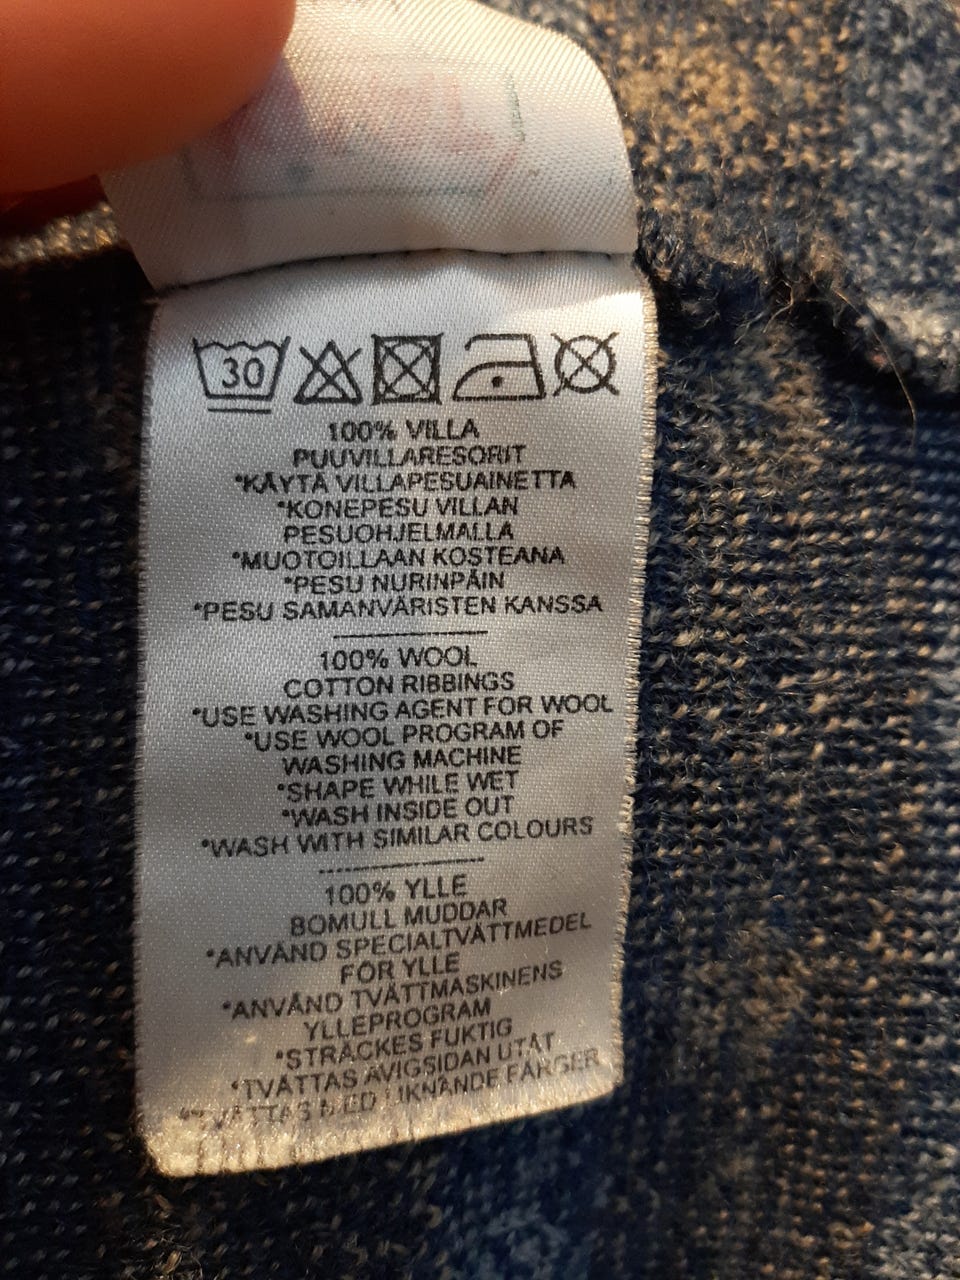 30
100% VILLA
PUUVILLARESORIT
*KÄYTÄ VILLAPESUAINETTA
*KONEPESU VILLAN
PESUOHJELMALLA
*MUOTOILLAAN KOSTEANA
*PESU NURINPÄIN
*PESU SAMANVÄRISTEN KANSSA
100% WOOL
COTTON RIBBINGS
*USE WASHING AGENT FOR WOOL
*USE WOOL PROGRAM OF
WASHING MACHINE
*SHAPE WHILE WET
*WASH INSIDE OUT
*WASH WITH SIMILAR COLOURS
100% YLLE
BOMULL MUDDAR
*ANVÄND SPECIALTVÄTTMEDEL
FÖR YLLE
*ANVÄND TVÄTTMASKINENS
YLLEPROGRAM
*STRÄCKES FUKTIG
*TVÄTTAS AVIGSIDAN UTÅT
*TVÄTTAS MED LIKNANDE FÄRGER